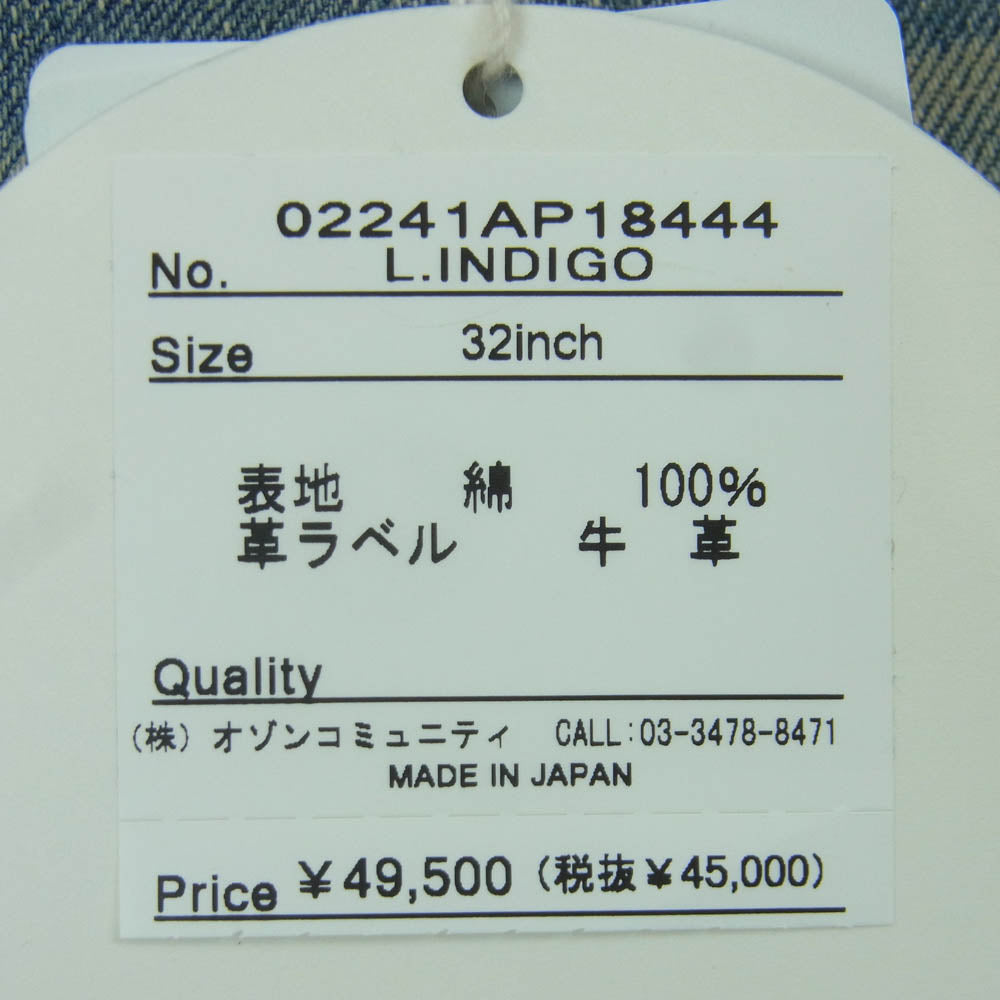 02241AP18444
No. L.INDIGO
Size 32inch
表地 綿 100%
革ラベル 牛 革
Quality
(株) オゾンコミュニティ CALL:03-3478-8471
MADE IN JAPAN
Price ¥49,500 (税抜¥45,000)